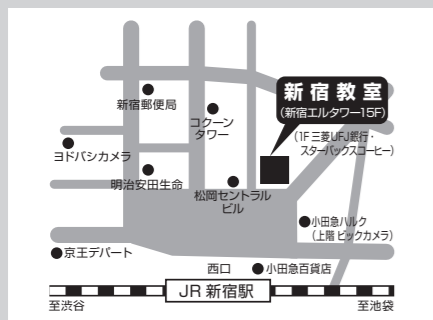 新宿教室
（新宿エルタワー15F）
（1F 三菱UFJ銀行・
スターバックスコーヒー）
新宿郵便局
コクーン
タワー
ヨドバシカメラ
明治安田生命
松岡セントラル
ビル
小田急ハルク
（上階 ビックカメラ）
京王デパート
西口
小田急百貨店
JR 新宿駅
至渋谷
至池袋